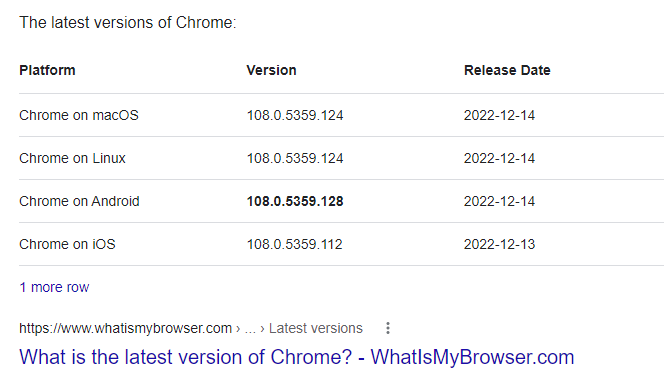 The latest versions of Chrome:
Platform Version Release Date
Chrome on macOS 108.0.5359.124 2022-12-14
Chrome on Linux 108.0.5359.124 2022-12-14
Chrome on Android 108.0.5359.128 2022-12-14
Chrome on iOS 108.0.5359.112 2022-12-13
1 more row
https://www.whatismybrowser.com › ... › Latest versions
What is the latest version of Chrome? - WhatIsMyBrowser.com